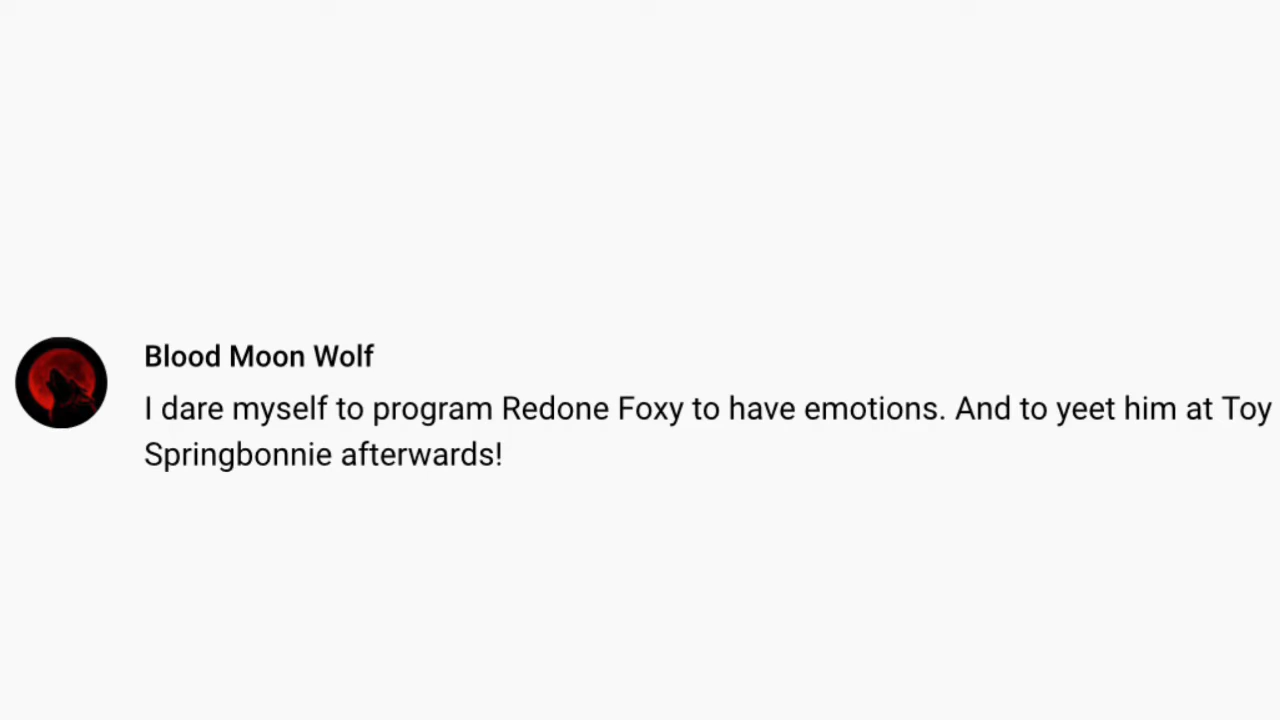 Blood Moon Wolf
I dare myself to program Redone Foxy to have emotions. And to yeet him at Toy
Springbonnie afterwards!